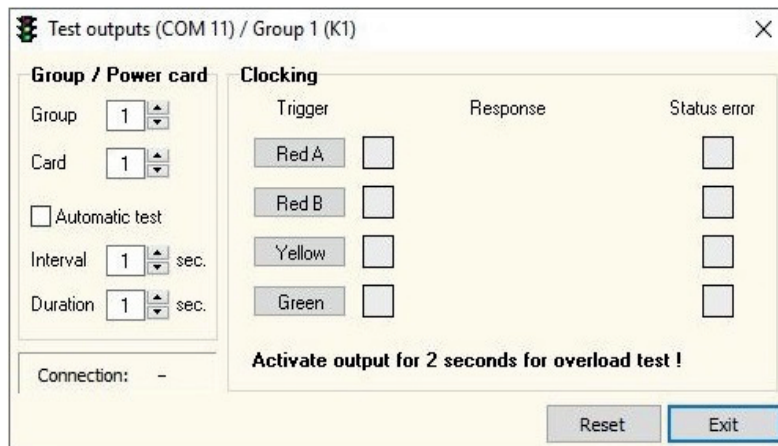 Test outputs (COM 11) / Group 1 (K1)
Group / Power card
Group 1
Card 1
Automatic test
Interval 1 sec.
Duration 1 sec.
Connection: -
Clocking
Trigger Response Status error
Red A
Red B
Yellow
Green
Activate output for 2 seconds for overload test !
Reset Exit